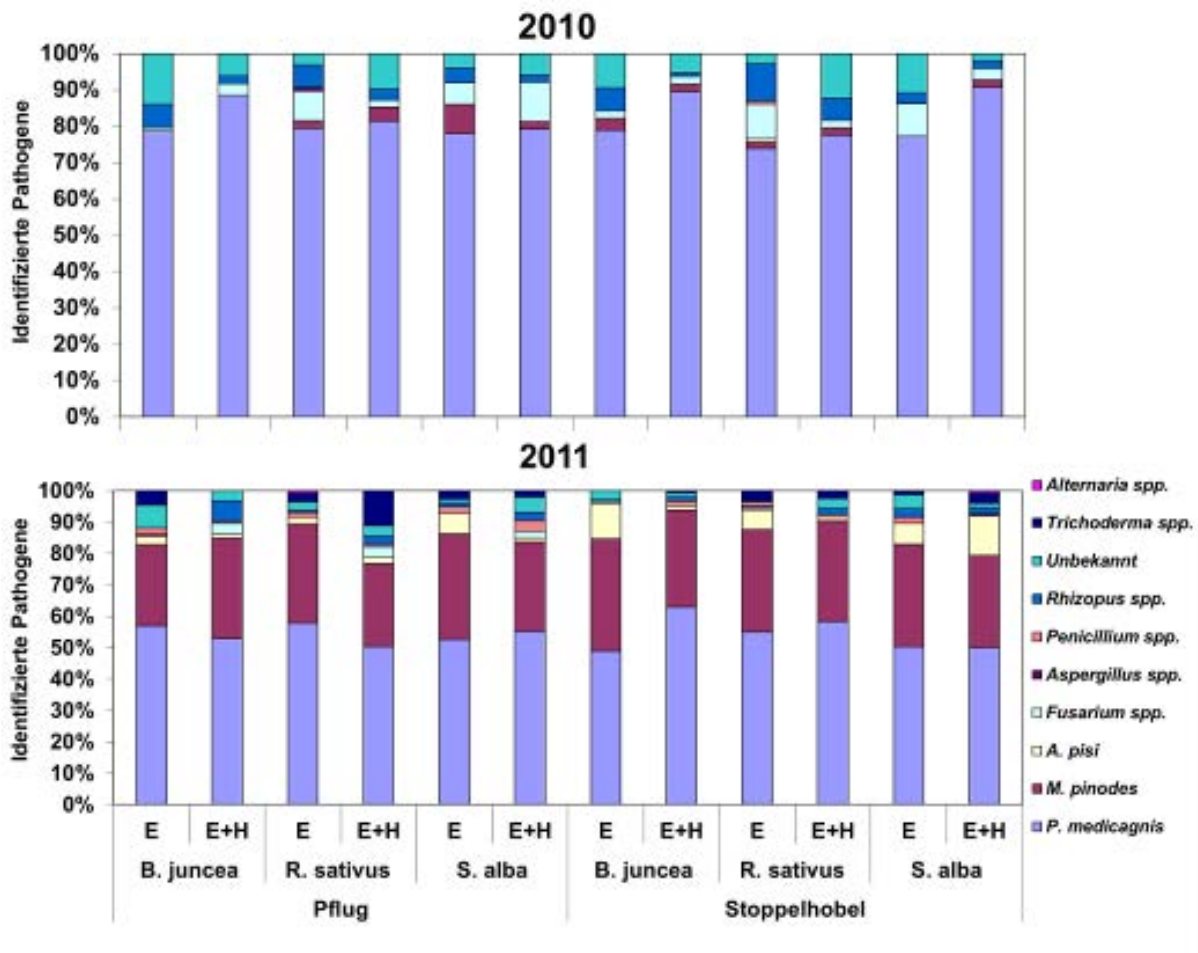 2010
100%
90%
80%
70%
60%
50%
40%
30%
20%
10%
0%
Identifizierte Pathogene
2011
100%
90%
80%
70%
60%
50%
40%
30%
20%
10%
0%
Identifizierte Pathogene
Alternaria spp.
Trichoderma spp.
Unbekannt
Rhizopus spp.
Penicillium spp.
Aspergillus spp.
Fusarium spp.
A. pisi
M. pinodes
P. medicagnis
E E+H E E+H E E+H E E+H E E+H E E+H
B. juncea R. sativus S. alba B. juncea R. sativus S. alba
Pflug Stoppelhobel